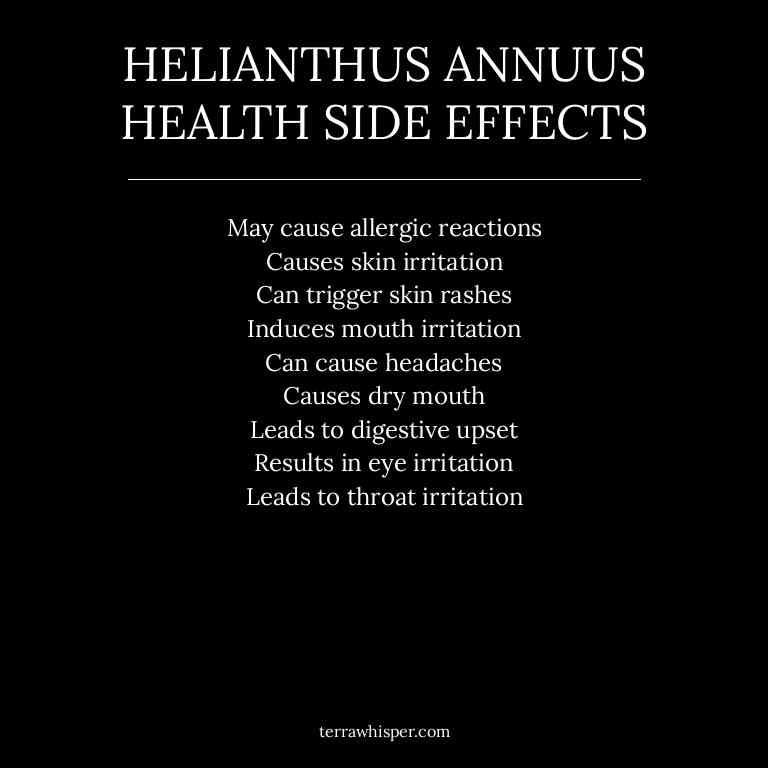 HELIANTHUS ANNUUS
HEALTH SIDE EFFECTS
May cause allergic reactions
Causes skin irritation
Can trigger skin rashes
Induces mouth irritation
Can cause headaches
Causes dry mouth
Leads to digestive upset
Results in eye irritation
Leads to throat irritation
terrawhisper.com